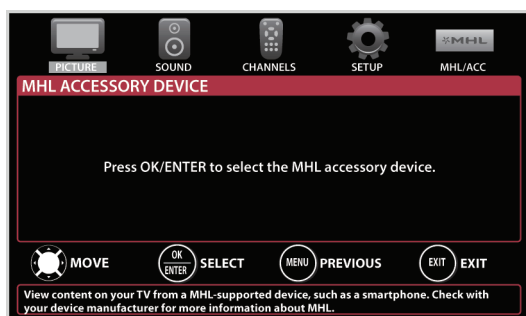 MHL
PICTURE SOUND CHANNELS SETUP MHL/ACC
MHL ACCESSORY DEVICE
Press OK/ENTER to select the MHL accessory device.
MOVE OK ENTER SELECT MENU PREVIOUS EXIT EXIT
View content on your TV from a MHL-supported device, such as a smartphone. Check with
your device manufacturer for more information about MHL.